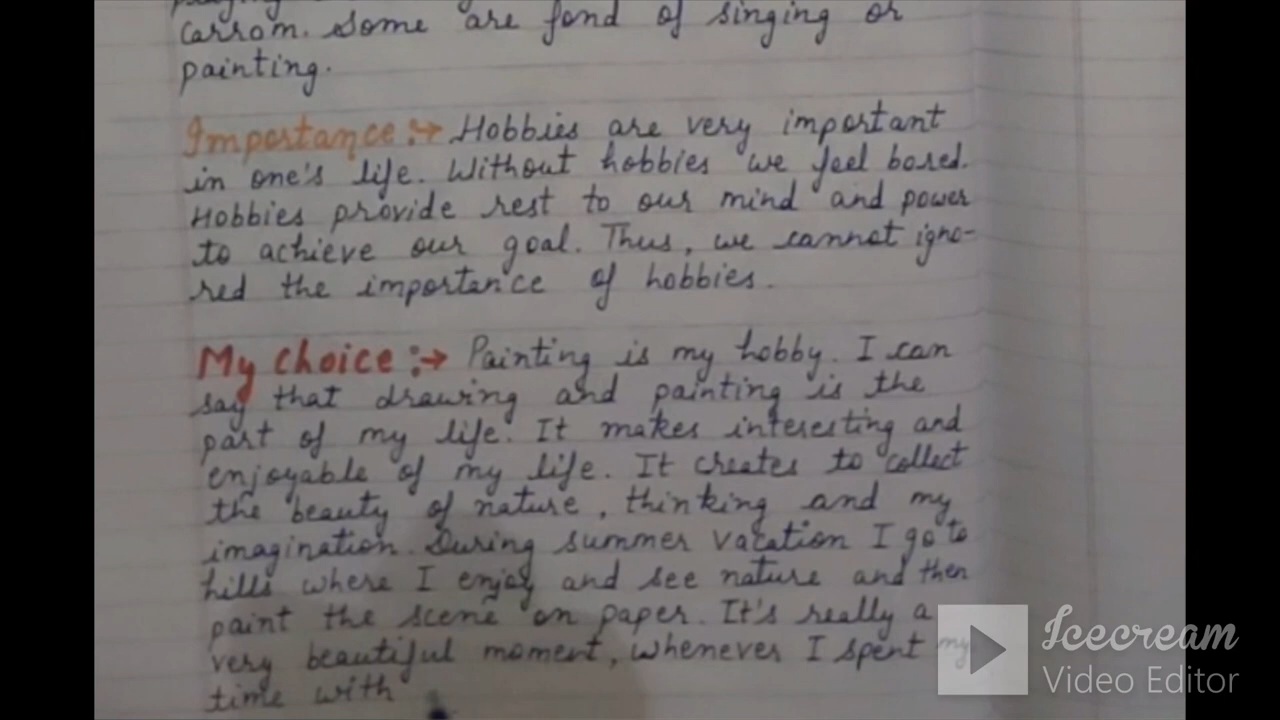 carrom. Some are fond of singing or
painting.
Importance :→ Hobbies are very important
in one's life. Without hobbies we feel bored.
Hobbies provide rest to our mind and power
to achieve our goal. Thus, we cannot igno-
red the importance of hobbies.
My choice :→ Painting is my hobby. I can
say that drawing and painting is the
part of my life. It makes interesting and
enjoyable of my life. It creates to collect
the beauty of nature, thinking and my
imagination. During summer vacation I go to
hills where I enjoy and see nature and then
paint the scene on paper. It's really a
very beautiful moment, whenever I spent my
time with
Icecream
Video Editor